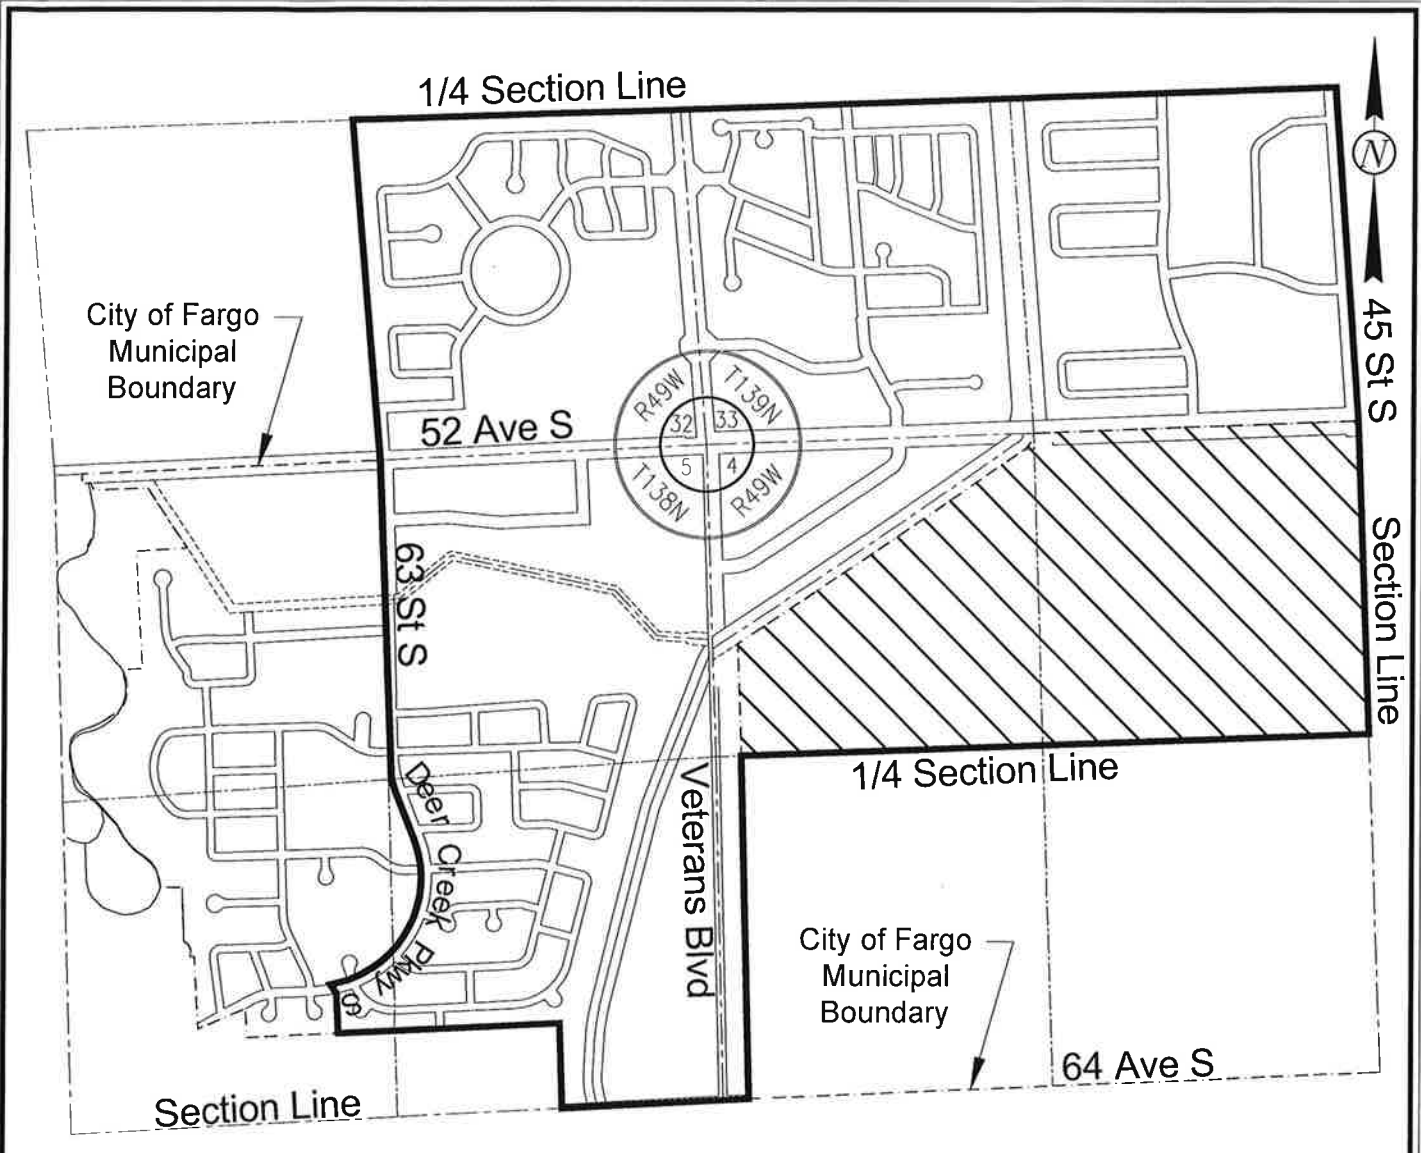 1/4 Section Line
N
City of Fargo
Municipal
Boundary
45 St S
R49W
T139N
32
33
52 Ave S
5
4
T138N
R49W
63 St S
Section Line
1/4 Section Line
Deer Creek Pkwy S
Veterans Blvd
City of Fargo
Municipal
Boundary
64 Ave S
Section Line